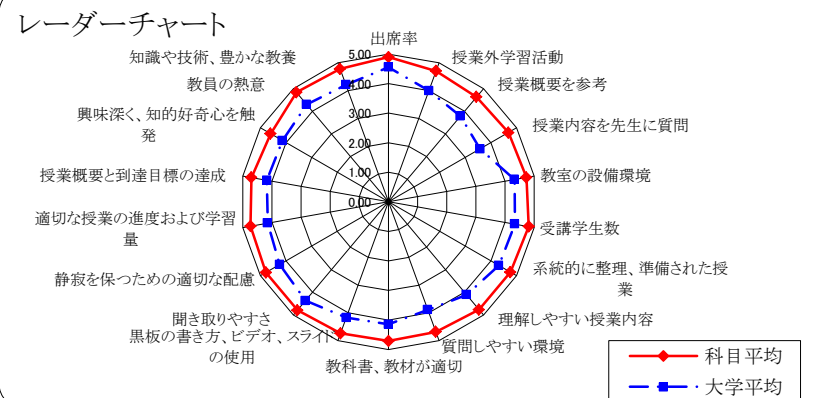 レーダーチャート
出席率
授業外学習活動
授業概要を参考
授業内容を先生に質問
教室の設備環境
受講学生数
系統的に整理、準備された授
業
理解しやすい授業内容
質問しやすい環境
教科書、教材が適切
黒板の書き方、ビデオ、スライド
の使用
聞き取りやすさ
静寂を保つための適切な配慮
適切な授業の進度および学習
量
授業概要と到達目標の達成
興味深く、知的好奇心を触
発
教員の熱意
知識や技術、豊かな教養
5.00
4.00
3.00
2.00
1.00
0.00
科目平均
大学平均